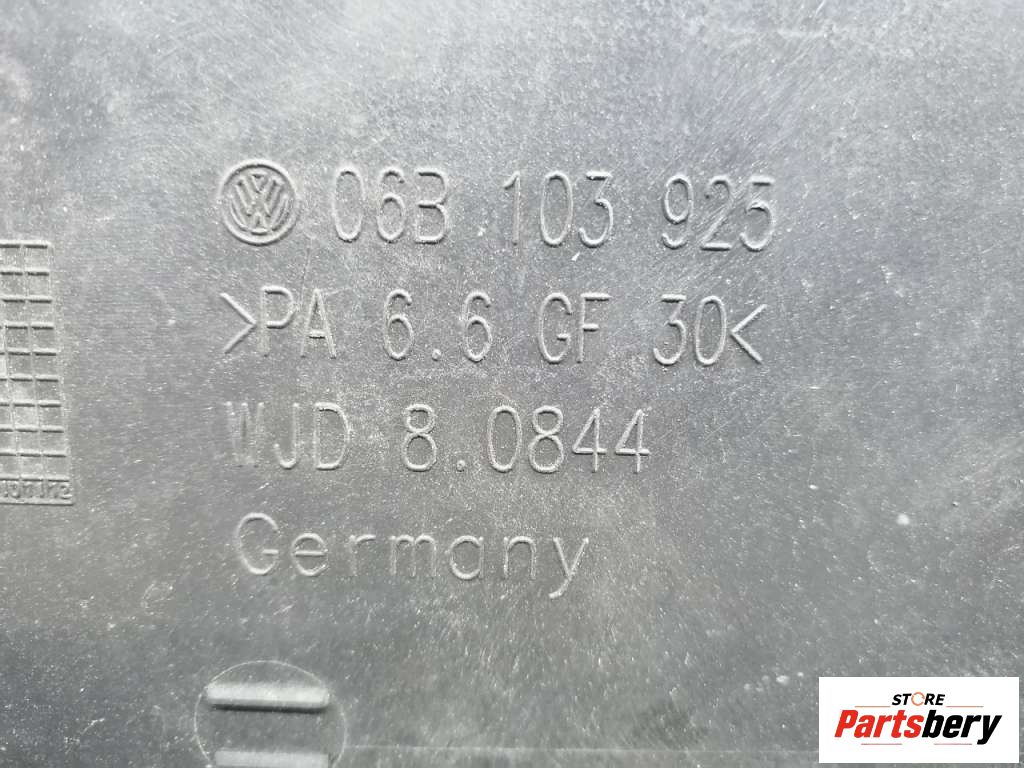 06B 103 925
>PA 6.6 GF 30<
WJD 8.0844
Germany
STORE
Partsbery